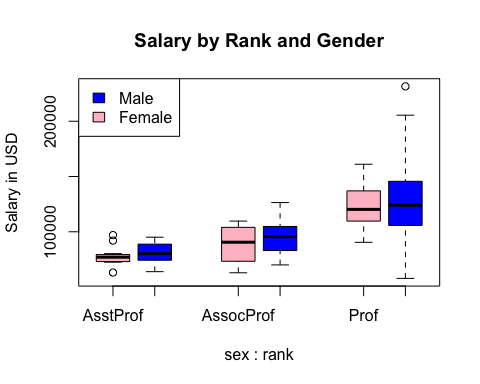 Salary by Rank and Gender
Male
Female
200000
100000
Salary in USD
AsstProf
AssocProf
Prof
sex : rank